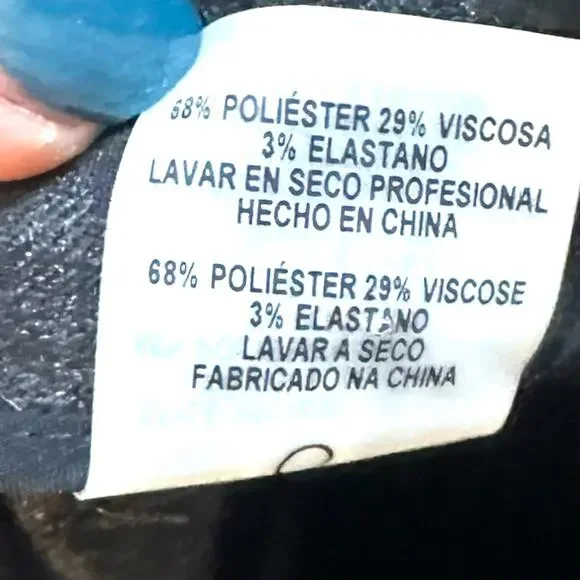 68% POLIÉSTER 29% VISCOSA
3% ELASTANO
LAVAR EN SECO PROFESIONAL
HECHO EN CHINA
68% POLIÉSTER 29% VISCOSE
3% ELASTANO
LAVAR A SECO
FABRICADO NA CHINA